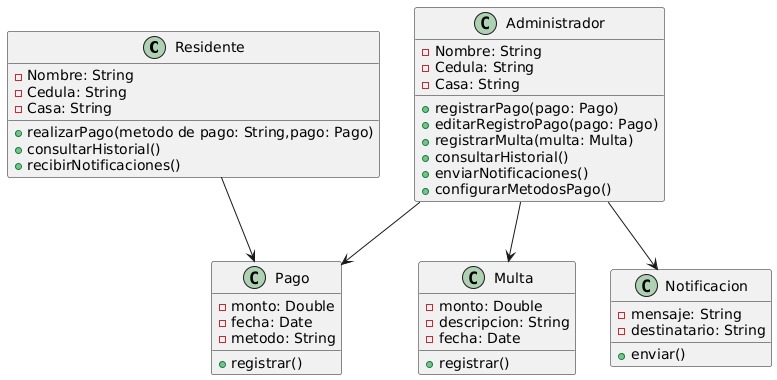 C Residente
Nombre: String
Cedula: String
Casa: String
realizarPago(metodo de pago: String,pago: Pago)
consultarHistorial()
recibirNotificaciones()
C Administrador
Nombre: String
Cedula: String
Casa: String
registrarPago(pago: Pago)
editarRegistroPago(pago: Pago)
registrarMulta(multa: Multa)
consultarHistorial()
enviarNotificaciones()
configurarMetodosPago()
C Pago
monto: Double
fecha: Date
metodo: String
registrar()
C Multa
monto: Double
descripcion: String
fecha: Date
registrar()
C Notificacion
mensaje: String
destinatario: String
enviar()